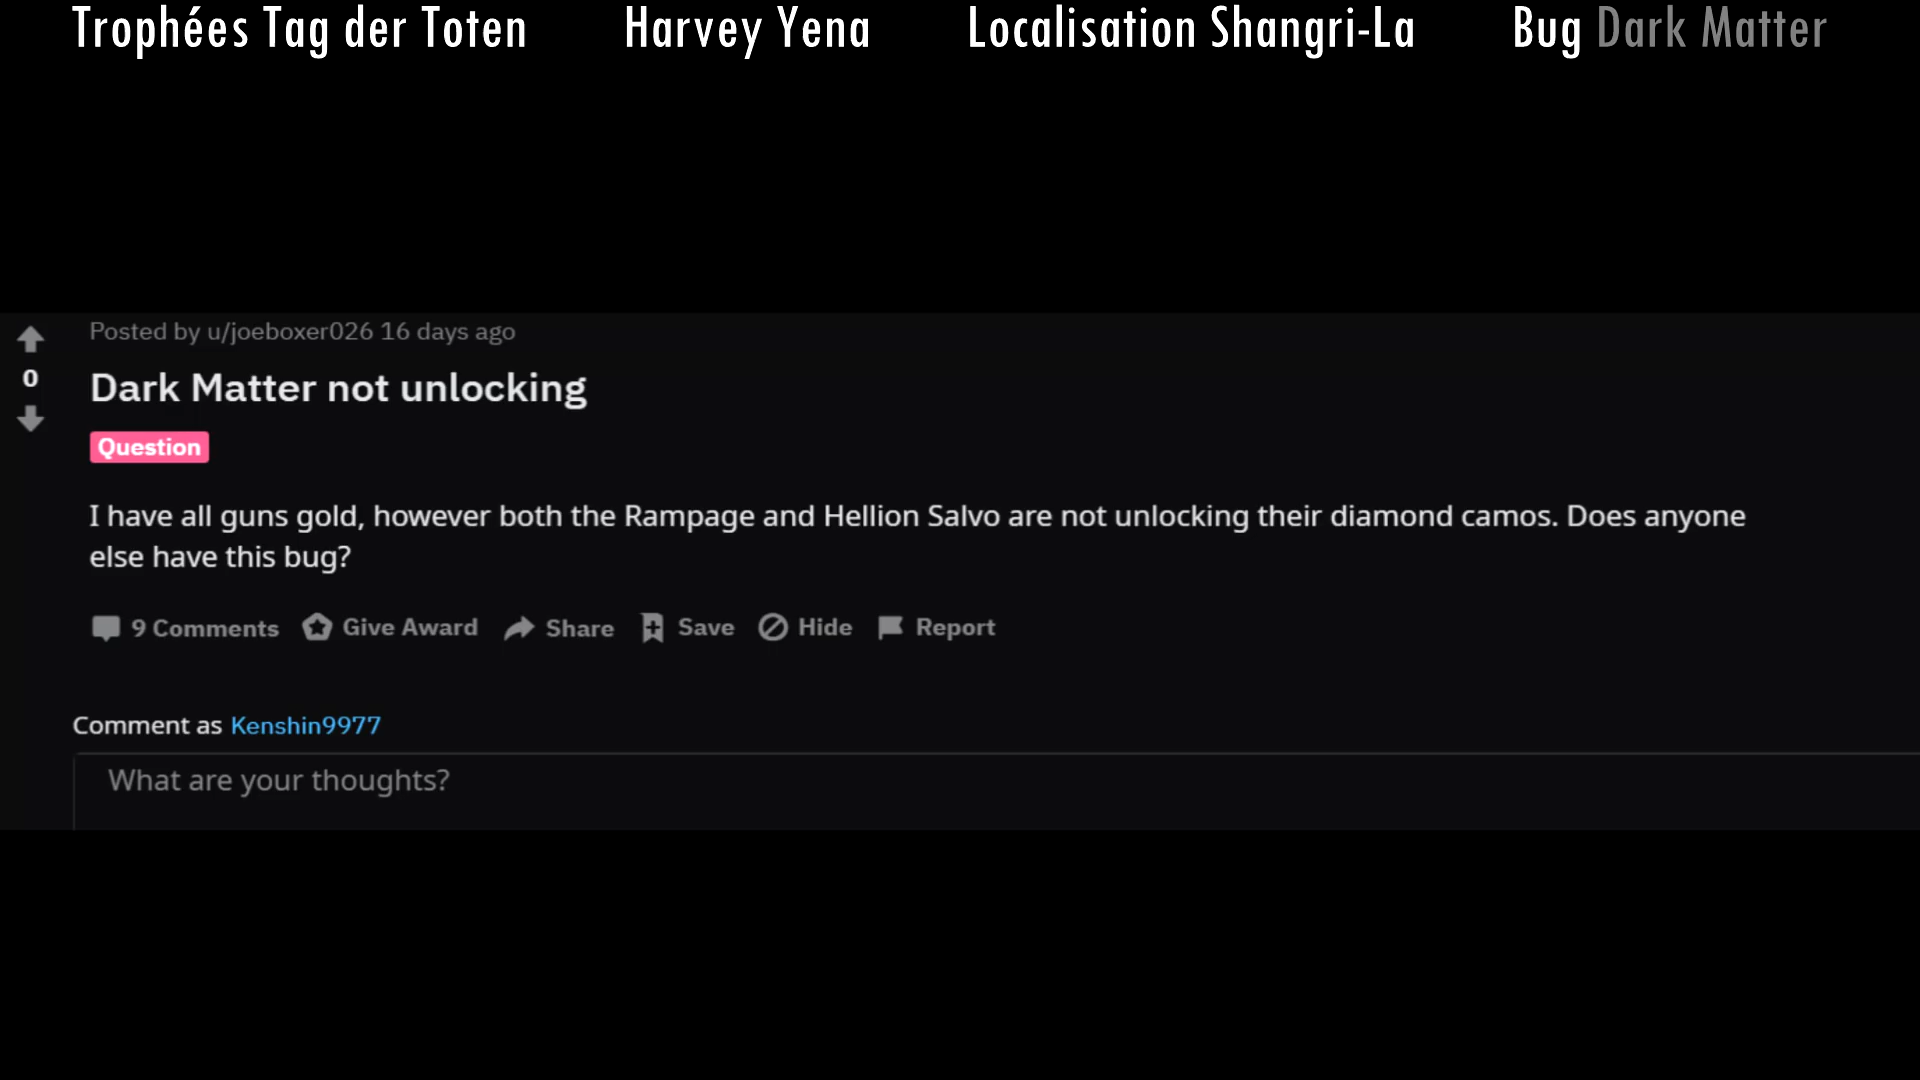 Trophées Tag der Toten Harvey Yena Localisation Shangri-La Bug Dark Matter
Posted by u/joeboxer026 16 days ago
0
Dark Matter not unlocking
Question
I have all guns gold, however both the Rampage and Hellion Salvo are not unlocking their diamond camos. Does anyone
else have this bug?
9 Comments Give Award Share Save Hide Report
Comment as Kenshin9977
What are your thoughts?